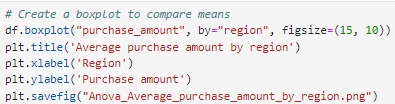 # Create a boxplot to compare means
df.boxplot("purchase_amount", by="region", figsize=(15, 10))
plt.title('Average purchase amount by region')
plt.xlabel('Region')
plt.ylabel('Purchase amount')
plt.savefig("Anova_Average_purchase_amount_by_region.png")